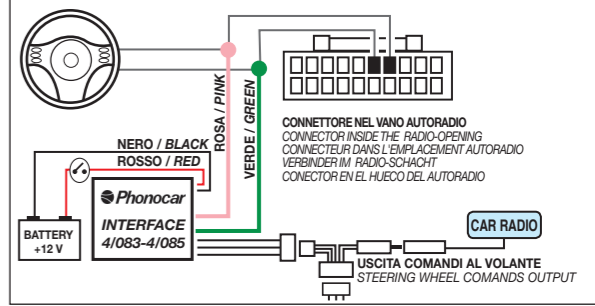 ROSA / PINK
VERDE / GREEN
CONNETTORE NEL VANO AUTORADIO
CONNECTOR INSIDE THE RADIO-OPENING
CONNECTEUR DANS L'EMPLACEMENT AUTORADIO
VERBINDER IM RADIO-SCHACHT
CONECTOR EN EL HUECO DEL AUTORADIO
NERO / BLACK
ROSSO / RED
Phonocar
INTERFACE
4/083-4/085
BATTERY
+12 V
CAR RADIO
USCITA COMANDI AL VOLANTE
STEERING WHEEL COMANDS OUTPUT